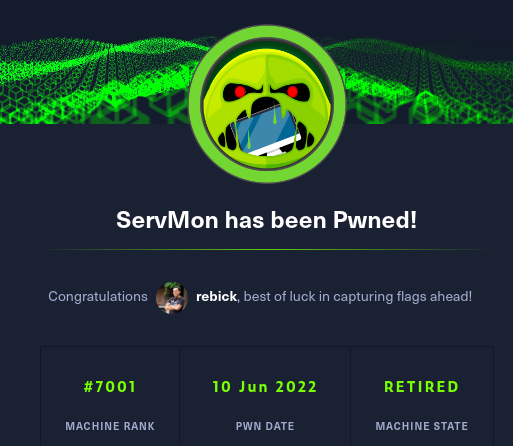 ServMon has been Pwned!
Congratulations rebick, best of luck in capturing flags ahead!
#7001 10 Jun 2022 RETIRED
MACHINE RANK PWN DATE MACHINE STATE